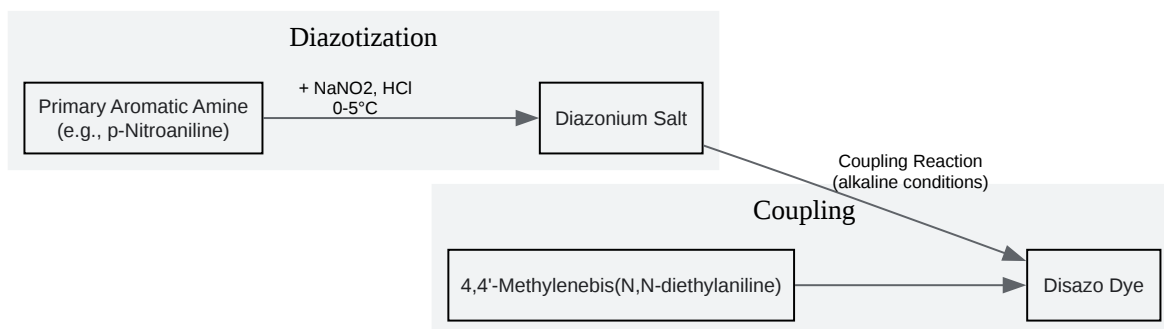 Diazotization
Primary Aromatic Amine
(e.g., p-Nitroaniline)
+ NaNO2, HCl
0-5°C
Diazonium Salt
Coupling Reaction
(alkaline conditions)
Coupling
4,4'-Methylenebis(N,N-diethylaniline)
Disazo Dye